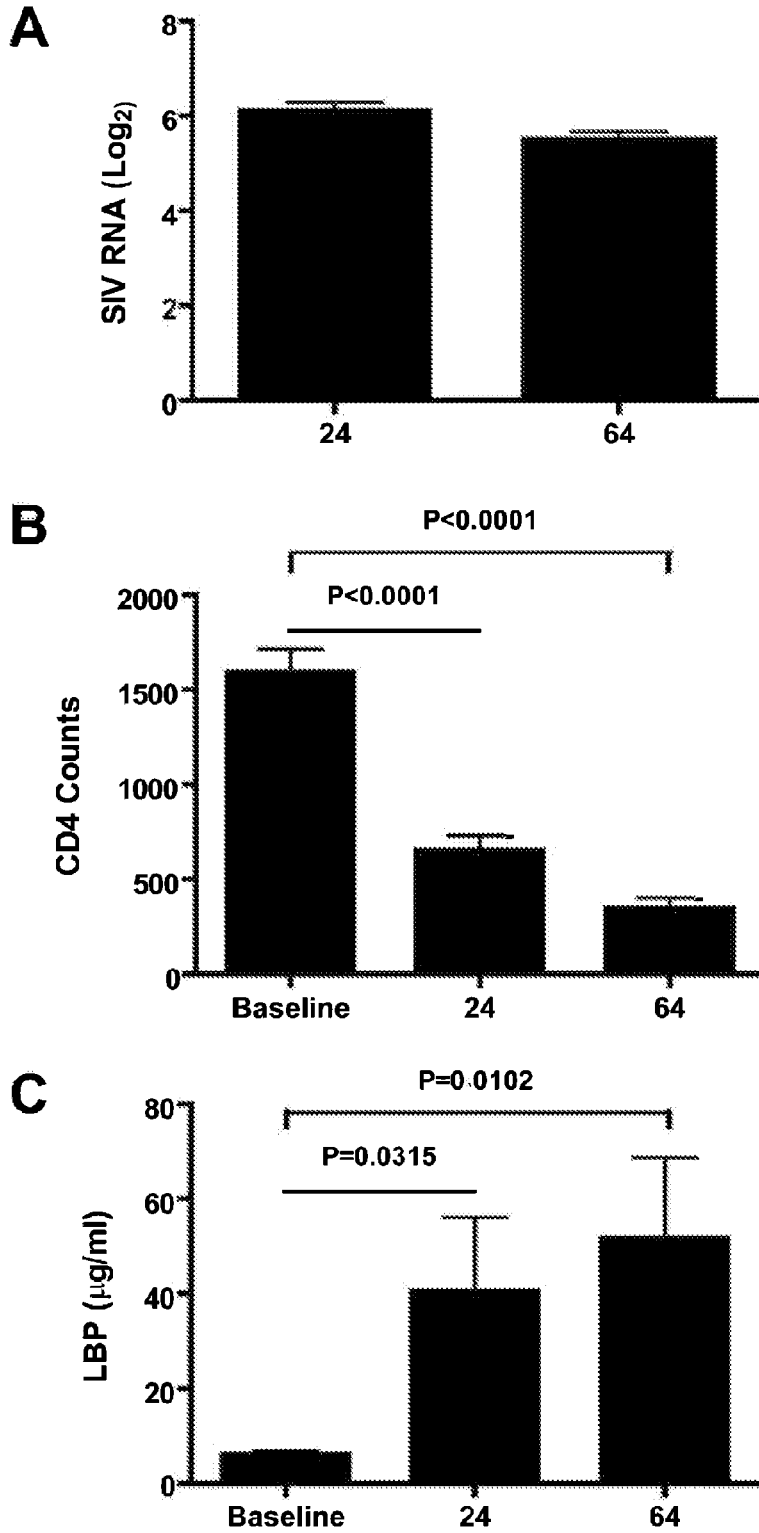 A
SIV RNA (Log2)
8
6
4
2
0
24
64
B
P<0.0001
P<0.0001
CD4 Counts
2000
1500
1000
500
0
Baseline
24
64
C
P=0.0102
P=0.0315
LBP (μg/ml)
80
60
40
20
0
Baseline
24
64